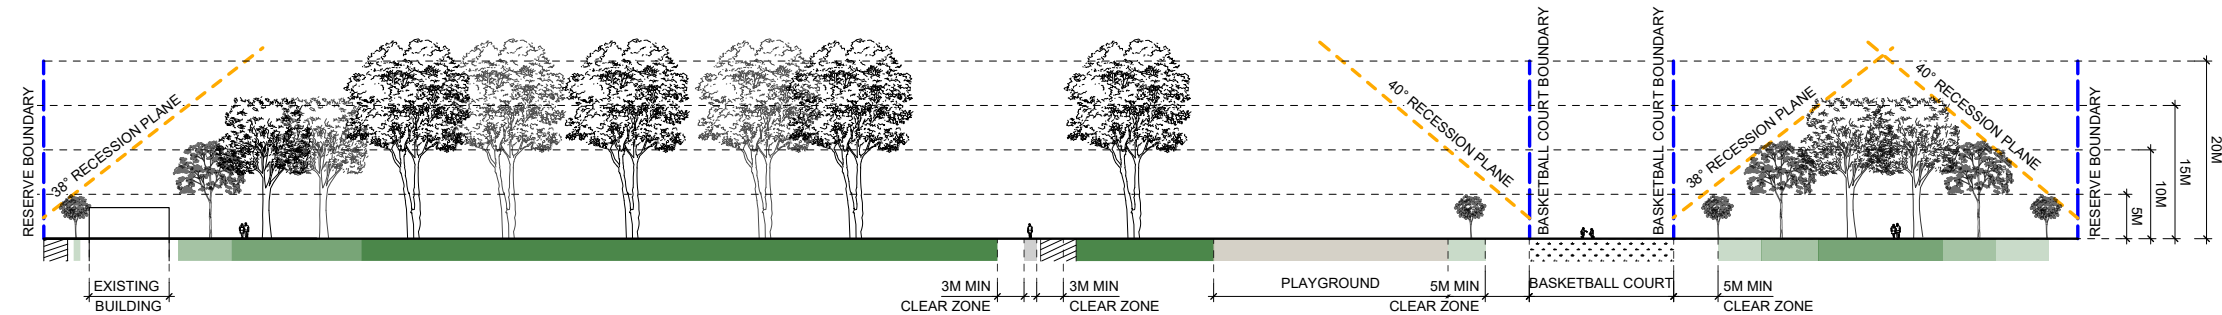 RESERVE BOUNDARY
38° RECESSION PLANE
EXISTING
BUILDING
3M MIN
CLEAR ZONE
3M MIN
CLEAR ZONE
PLAYGROUND
40° RECESSION PLANE
5M MIN
CLEAR ZONE
BASKETBALL COURT BOUNDARY
BASKETBALL COURT
BASKETBALL COURT BOUNDARY
5M MIN
CLEAR ZONE
38° RECESSION PLANE
40° RECESSION PLANE
RESERVE BOUNDARY
5M
10M
15M
20M